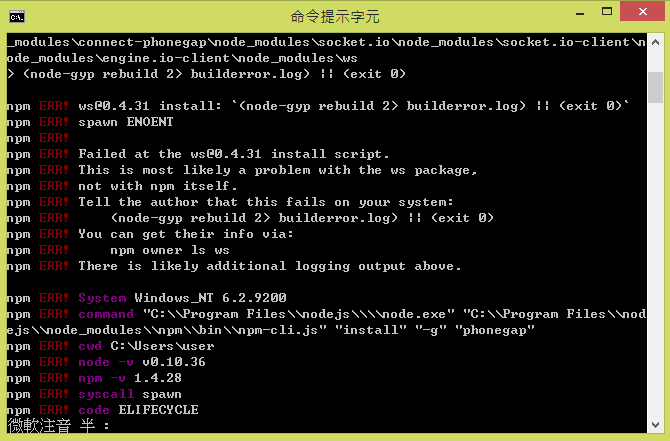 命令提示字元
_modules\connect-phonegap\node_modules\socket.io\node_modules\socket.io-client\n
ode_modules\engine.io-client\node_modules\ws
> (node-gyp rebuild 2> builderror.log) || (exit 0)
npm ERR! ws@0.4.31 install: `(node-gyp rebuild 2> builderror.log) || (exit 0)`
npm ERR! spawn ENOENT
npm ERR!
npm ERR! Failed at the ws@0.4.31 install script.
npm ERR! This is most likely a problem with the ws package,
npm ERR! not with npm itself.
npm ERR! Tell the author that this fails on your system:
npm ERR!     (node-gyp rebuild 2> builderror.log) || (exit 0)
npm ERR! You can get their info via:
npm ERR!     npm owner ls ws
npm ERR! There is likely additional logging output above.
npm ERR! System Windows_NT 6.2.9200
npm ERR! command "C:\\Program Files\\nodejs\\\\node.exe" "C:\\Program Files\\nod
ejs\\node_modules\\npm\\bin\\npm-cli.js" "install" "-g" "phonegap"
npm ERR! cwd C:\Users\user
npm ERR! node -v v0.10.36
npm ERR! npm -v 1.4.28
npm ERR! syscall spawn
npm ERR! code ELIFECYCLE
微軟注音 半 :